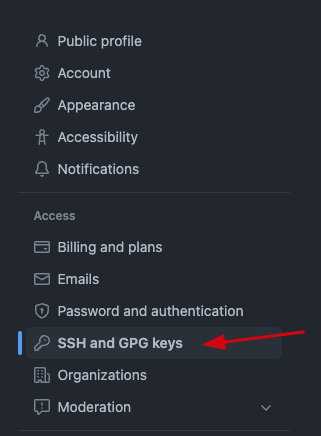 Public profile
Account
Appearance
Accessibility
Notifications
Access
Billing and plans
Emails
Password and authentication
SSH and GPG keys
Organizations
Moderation